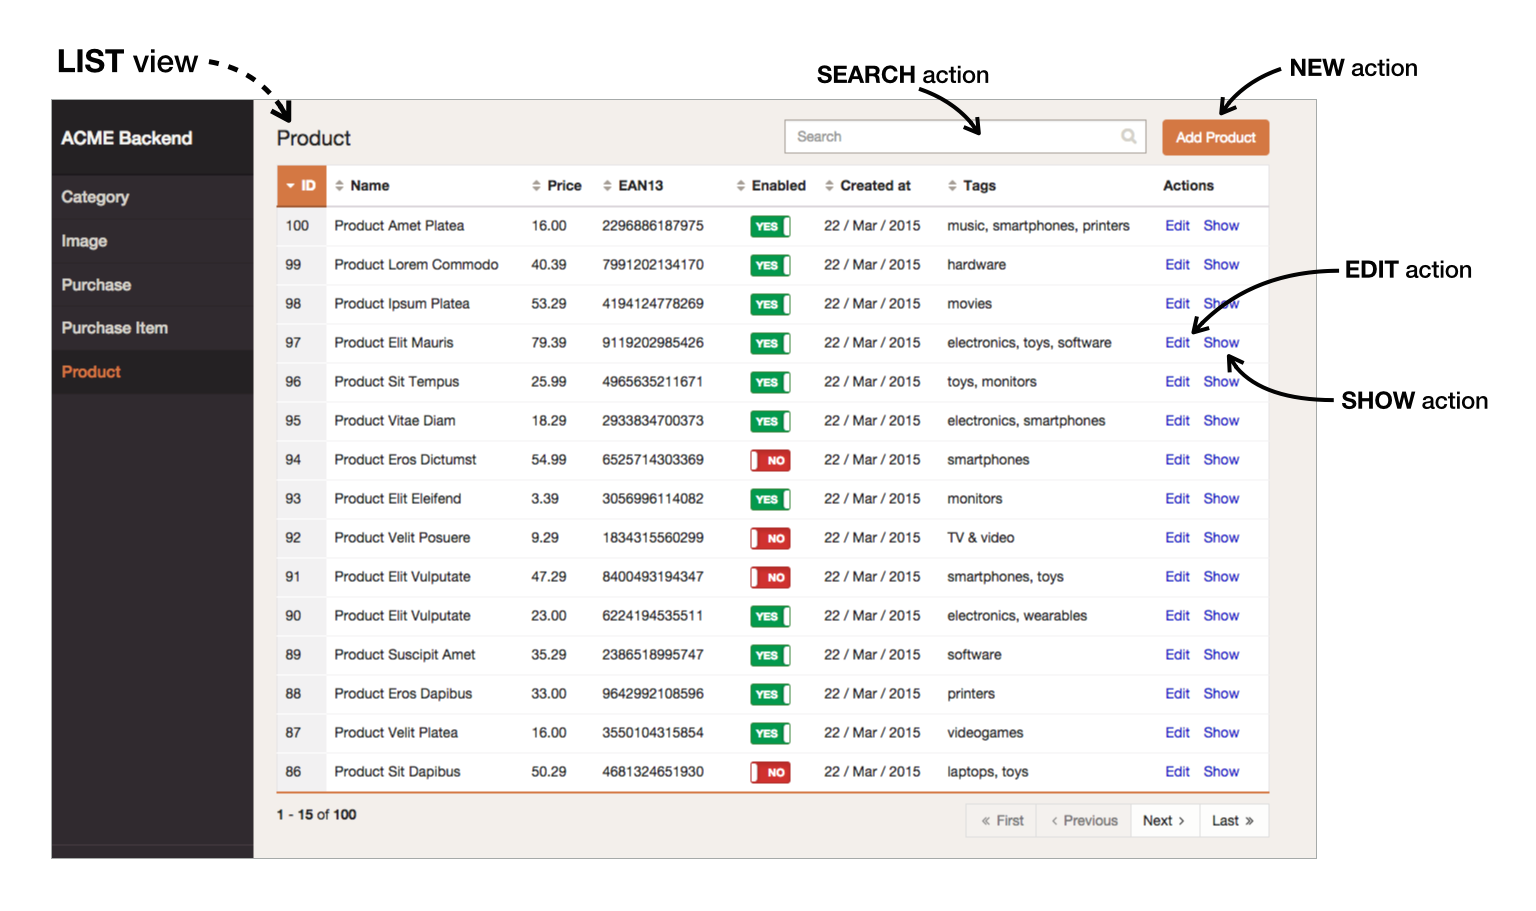 LIST view
SEARCH action
NEW action
ACME Backend
Product
Search
Add Product
Category
Image
Purchase
Purchase Item
Product
ID Name Price EAN13 Enabled Created at Tags Actions
100 Product Amet Platea 16.00 2296886187975 YES 22 / Mar / 2015 music, smartphones, printers Edit Show
99 Product Lorem Commodo 40.39 7991202134170 YES 22 / Mar / 2015 hardware Edit Show
98 Product Ipsum Platea 53.29 4194124778269 YES 22 / Mar / 2015 movies Edit Show
97 Product Elit Mauris 79.39 9119202985426 YES 22 / Mar / 2015 electronics, toys, software Edit Show
96 Product Sit Tempus 25.99 4965635211671 YES 22 / Mar / 2015 toys, monitors Edit Show
95 Product Vitae Diam 18.29 2933834700373 YES 22 / Mar / 2015 electronics, smartphones Edit Show
94 Product Eros Dictumst 54.99 6525714303369 NO 22 / Mar / 2015 smartphones Edit Show
93 Product Elit Eleifend 3.39 3056996114082 YES 22 / Mar / 2015 monitors Edit Show
92 Product Velit Posuere 9.29 1834315560299 NO 22 / Mar / 2015 TV & video Edit Show
91 Product Elit Vulputate 47.29 8400493194347 NO 22 / Mar / 2015 smartphones, toys Edit Show
90 Product Elit Vulputate 23.00 6224194535511 YES 22 / Mar / 2015 electronics, wearables Edit Show
89 Product Suscipit Amet 35.29 2386518995747 YES 22 / Mar / 2015 software Edit Show
88 Product Eros Dapibus 33.00 9642992108596 YES 22 / Mar / 2015 printers Edit Show
87 Product Velit Platea 16.00 3550104315854 YES 22 / Mar / 2015 videogames Edit Show
86 Product Sit Dapibus 50.29 4681324651930 NO 22 / Mar / 2015 laptops, toys Edit Show
EDIT action
SHOW action
1 - 15 of 100
« First ‹ Previous Next › Last »